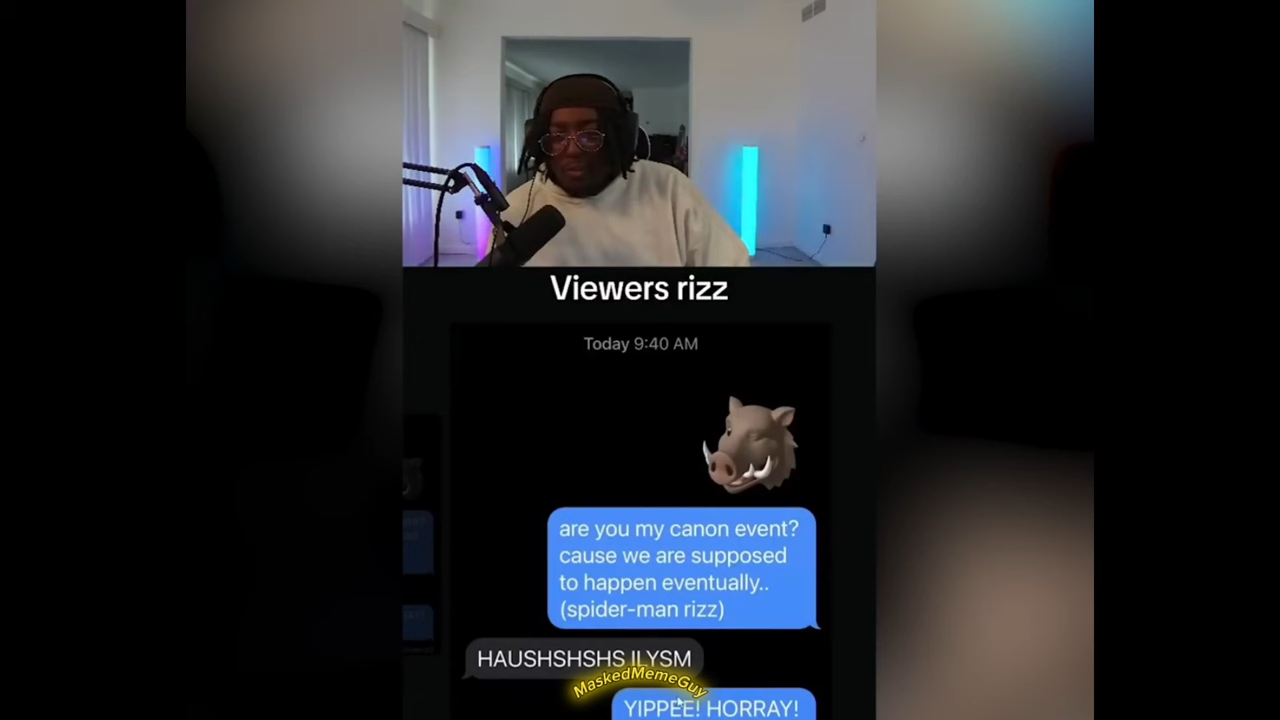 Viewers rizz
Today 9:40 AM
are you my canon event?
cause we are supposed
to happen eventually..
(spider-man rizz)
HAUSHSHSHS ILYSM
MaskedMemeGuy
YIPPEE! HORRAY!